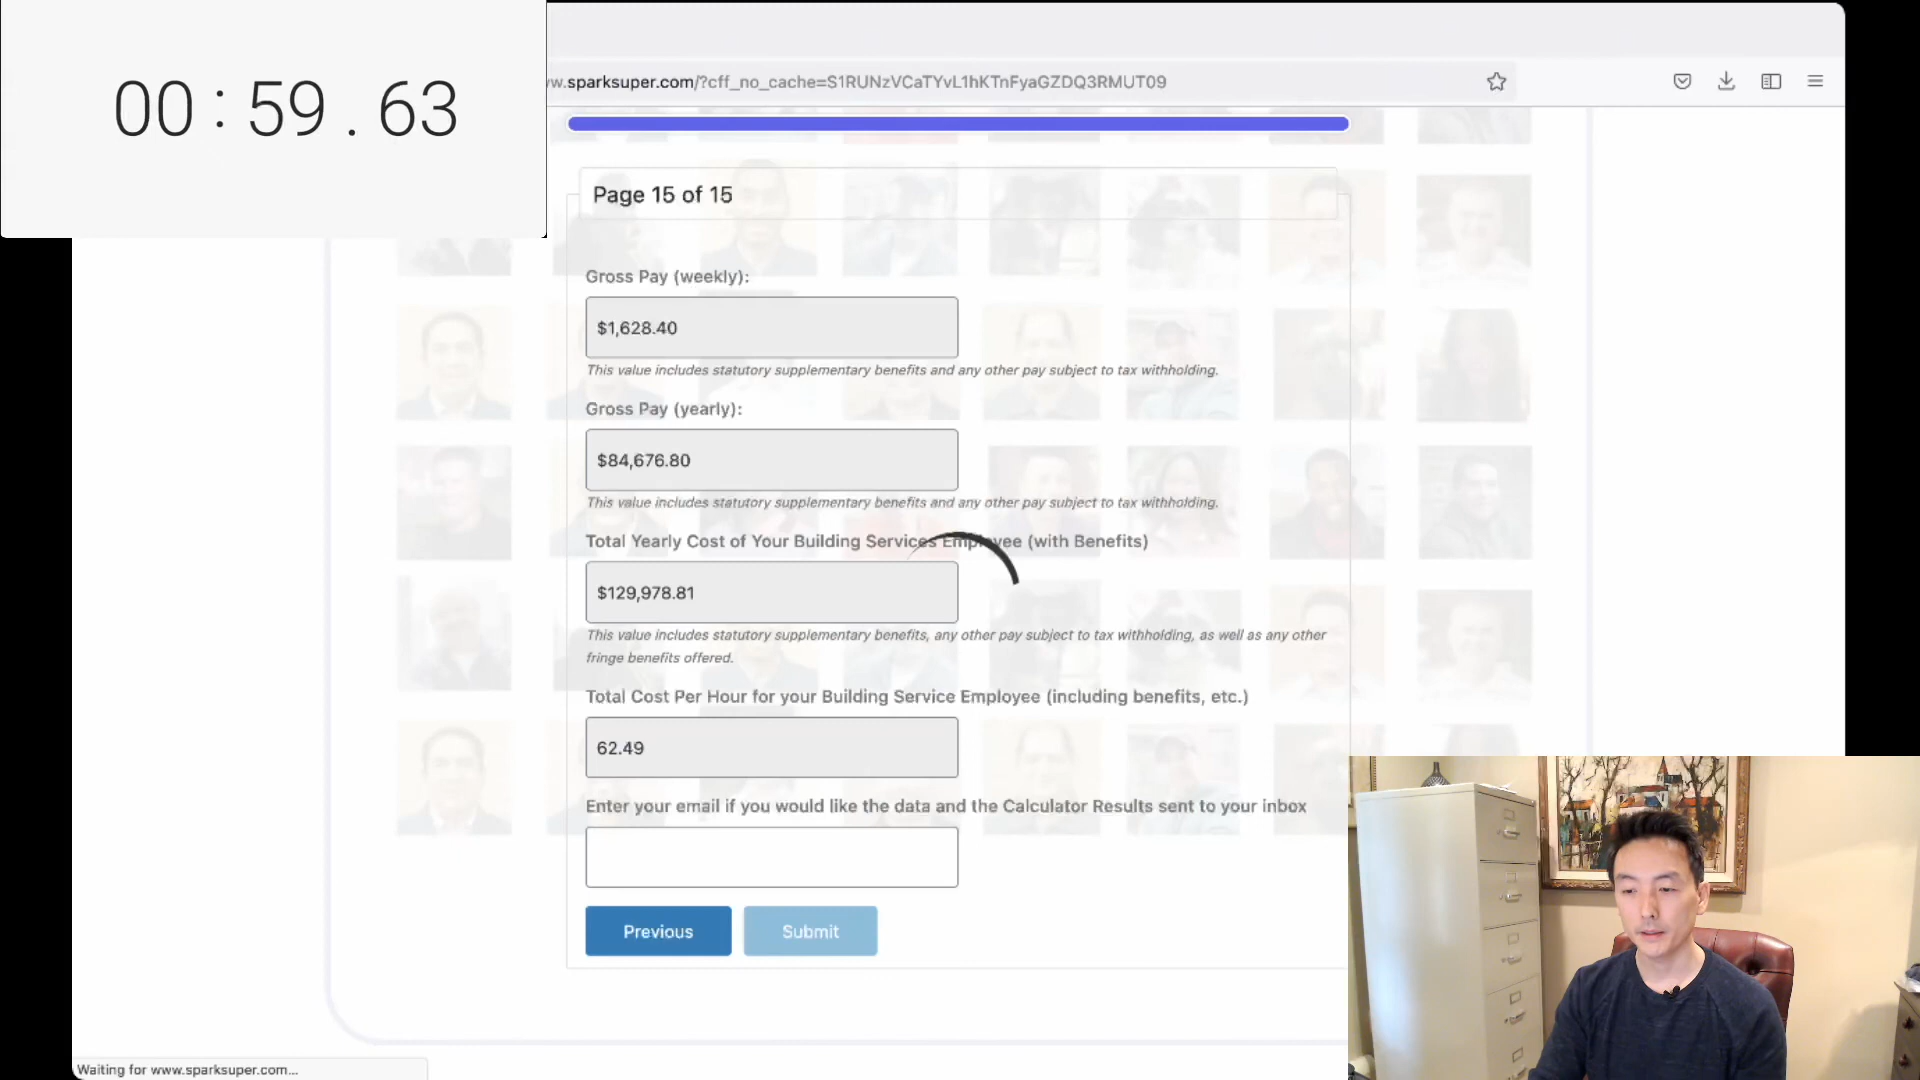 00:59.63
w.sparksuper.com/?cff_no_cache=S1RUNzVCaTYvL1hKTnFyaGZDQ3RMUT09
Page 15 of 15
Gross Pay (weekly):
$1,628.40
This value includes statutory supplementary benefits and any other pay subject to tax withholding.
Gross Pay (yearly):
$84,676.80
This value includes statutory supplementary benefits and any other pay subject to tax withholding.
Total Yearly Cost of Your Building Services Employee (with Benefits)
$129,978.81
This value includes statutory supplementary benefits, any other pay subject to tax withholding, as well as any other
fringe benefits offered.
Total Cost Per Hour for your Building Service Employee (including benefits, etc.)
62.49
Enter your email if you would like the data and the Calculator Results sent to your inbox
Previous Submit
Waiting for www.sparksuper.com...